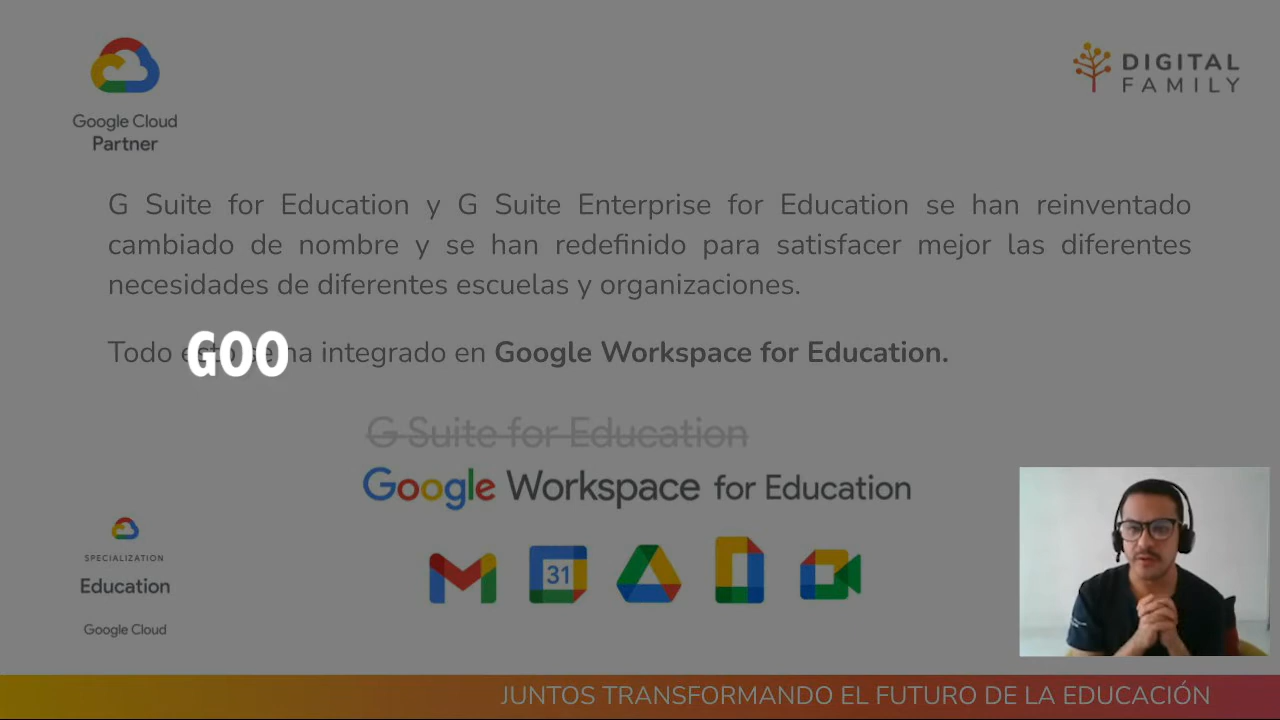 Google Cloud
Partner
DIGITAL
FAMILY
G Suite for Education y G Suite Enterprise for Education se han reinventado
cambiado de nombre y se han redefinido para satisfacer mejor las diferentes
necesidades de diferentes escuelas y organizaciones.
Todo esto se ha integrado en Google Workspace for Education.
GOO
G Suite for Education
Google Workspace for Education
31
SPECIALIZATION
Education
Google Cloud
JUNTOS TRANSFORMANDO EL FUTURO DE LA EDUCACIÓN